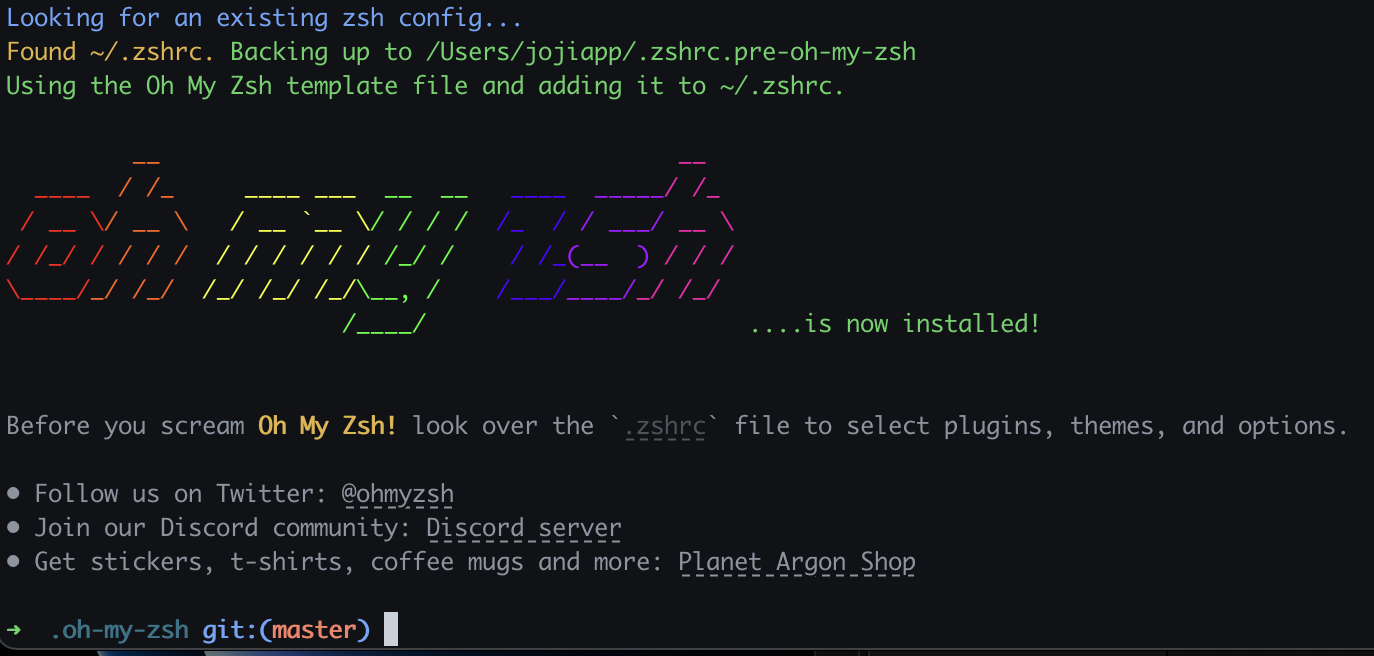 Looking for an existing zsh config...
Found ~/.zshrc. Backing up to /Users/jojiapp/.zshrc.pre-oh-my-zsh
Using the Oh My Zsh template file and adding it to ~/.zshrc.
         __                                     __
  ____  / /_     ____ ___  __  __   ____  _____/ /_
 / __ \/ __ \   / __ `__ \/ / / /  /_  / / ___/ __ \
/ /_/ / / / /  / / / / / / /_/ /    / /_(__  ) / / /
\____/_/ /_/  /_/ /_/ /_/\__, /    /___/____/_/ /_/
                        /____/                       ....is now installed!
Before you scream Oh My Zsh! look over the `.zshrc` file to select plugins, themes, and options.
• Follow us on Twitter: @ohmyzsh
• Join our Discord community: Discord server
• Get stickers, t-shirts, coffee mugs and more: Planet Argon Shop
➜  .oh-my-zsh git:(master)